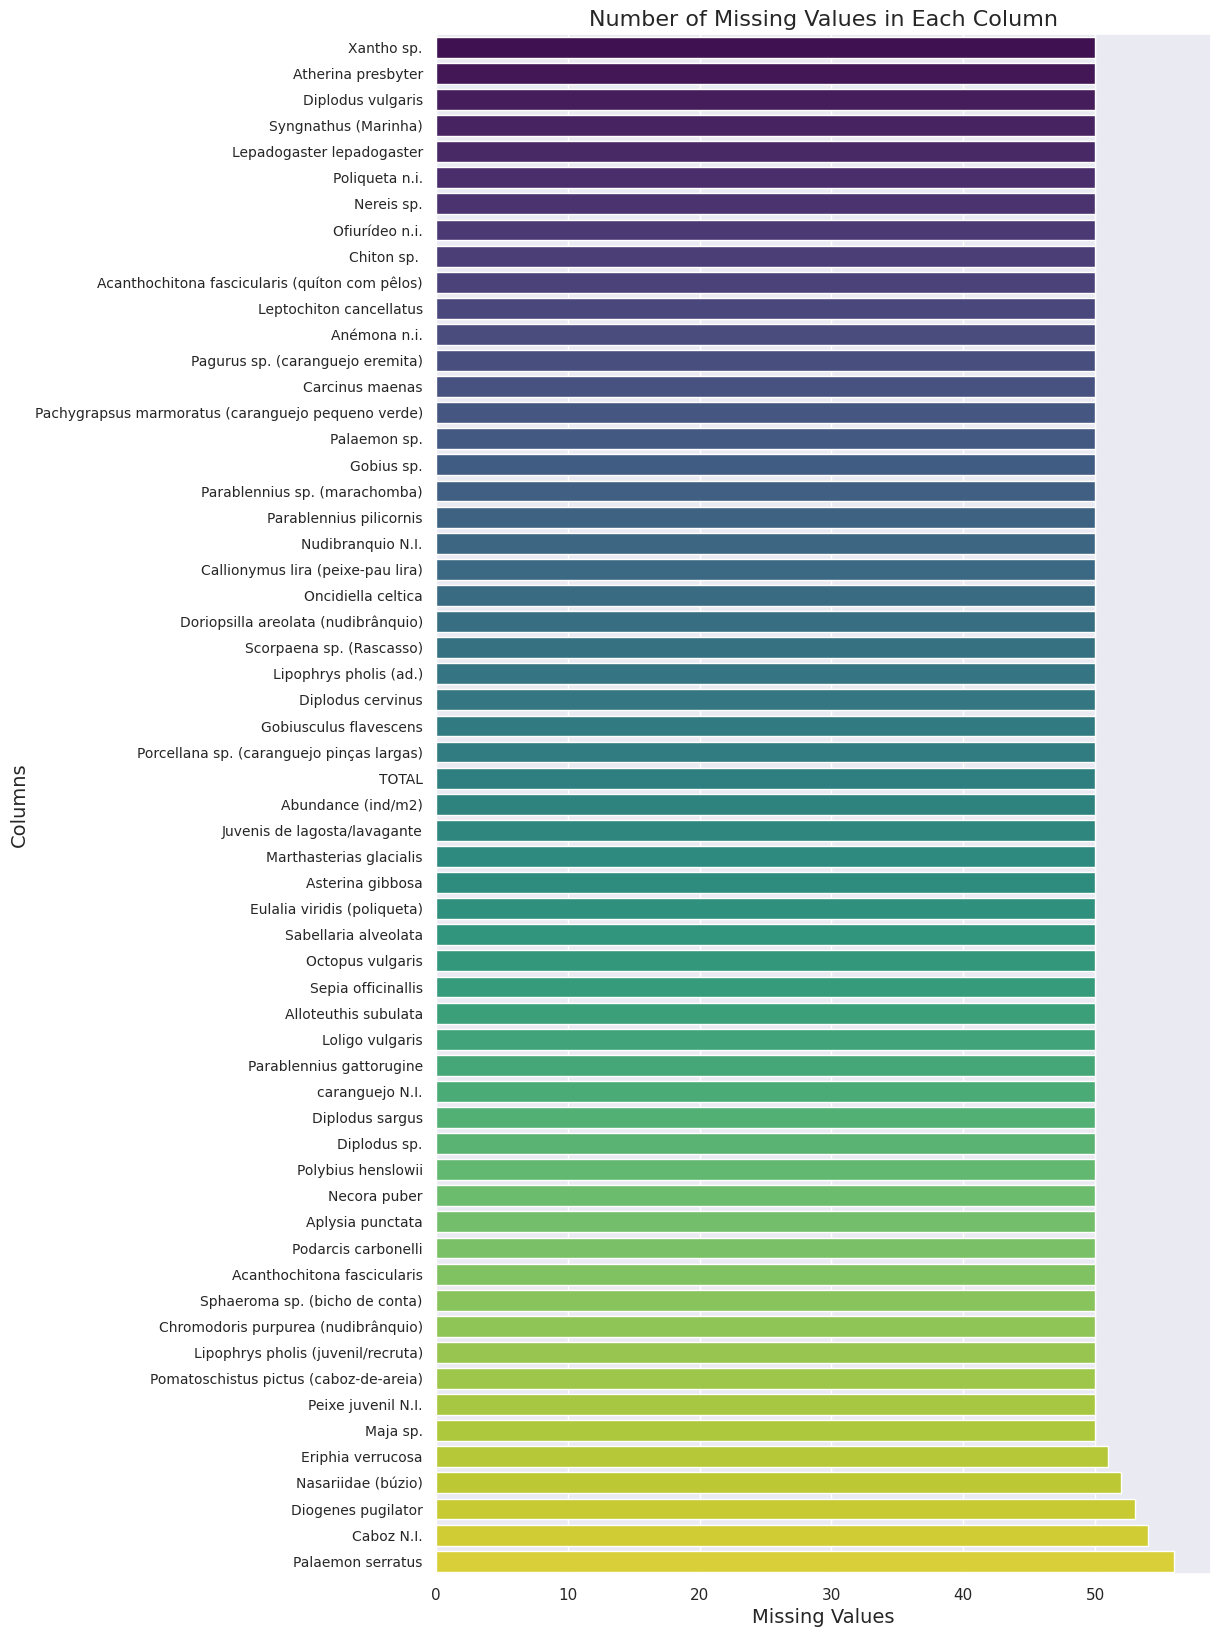 Number of Missing Values in Each Column
Xantho sp.
Atherina presbyter
Diplodus vulgaris
Syngnathus (Marinha)
Lepadogaster lepadogaster
Poliqueta n.i.
Nereis sp.
Ofiurídeo n.i.
Chiton sp.
Acanthochitona fascicularis (quíton com pêlos)
Leptochiton cancellatus
Anémona n.i.
Pagurus sp. (caranguejo eremita)
Carcinus maenas
Pachygrapsus marmoratus (caranguejo pequeno verde)
Palaemon sp.
Gobius sp.
Parablennius sp. (marachomba)
Parablennius pilicornis
Nudibranquio N.I.
Callionymus lira (peixe-pau lira)
Oncidiella celtica
Doriopsilla areolata (nudibrânquio)
Scorpaena sp. (Rascasso)
Lipophrys pholis (ad.)
Diplodus cervinus
Gobiusculus flavescens
Porcellana sp. (caranguejo pinças largas)
TOTAL
Abundance (ind/m2)
Juvenis de lagosta/lavagante
Marthasterias glacialis
Asterina gibbosa
Eulalia viridis (poliqueta)
Sabellaria alveolata
Octopus vulgaris
Sepia officinallis
Alloteuthis subulata
Loligo vulgaris
Parablennius gattorugine
caranguejo N.I.
Diplodus sargus
Diplodus sp.
Polybius henslowii
Necora puber
Aplysia punctata
Podarcis carbonelli
Acanthochitona fascicularis
Sphaeroma sp. (bicho de conta)
Chromodoris purpurea (nudibrânquio)
Lipophrys pholis (juvenil/recruta)
Pomatoschistus pictus (caboz-de-areia)
Peixe juvenil N.I.
Maja sp.
Eriphia verrucosa
Nasariidae (búzio)
Diogenes pugilator
Caboz N.I.
Palaemon serratus
Columns
0 10 20 30 40 50
Missing Values